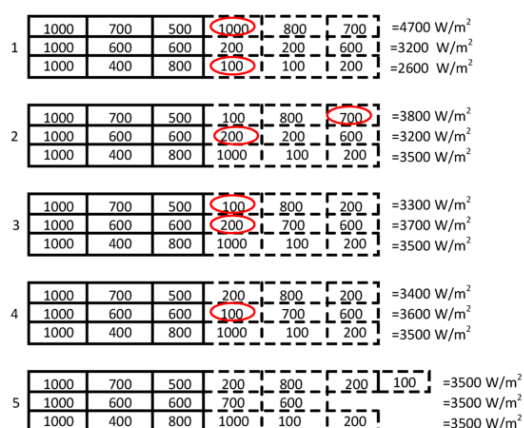 1000 700 500 1000 800 700 =4700 W/m²
1 1000 600 600 200 200 600 =3200 W/m²
1000 400 800 100 100 200 =2600 W/m²
1000 700 500 100 800 700 =3800 W/m²
2 1000 600 600 200 200 600 =3200 W/m²
1000 400 800 1000 100 200 =3500 W/m²
1000 700 500 100 800 200 =3300 W/m²
3 1000 600 600 200 700 600 =3700 W/m²
1000 400 800 1000 100 200 =3500 W/m²
1000 700 500 200 800 200 =3400 W/m²
4 1000 600 600 100 700 600 =3600 W/m²
1000 400 800 1000 100 200 =3500 W/m²
1000 700 500 200 800 200 100 =3500 W/m²
5 1000 600 600 700 600 =3500 W/m²
1000 400 800 1000 100 200 =3500 W/m²